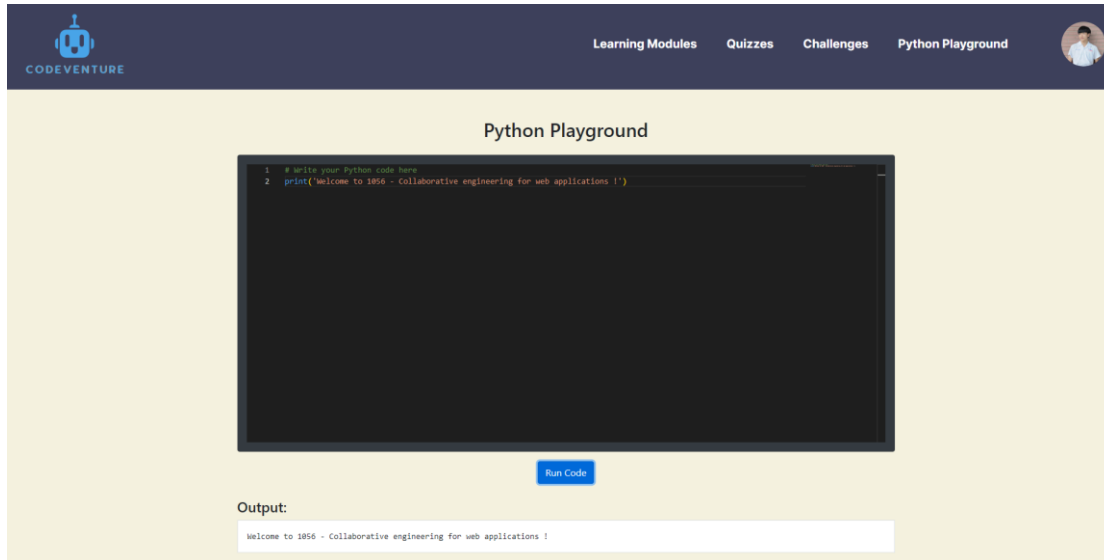 CODEVENTURE
Learning Modules Quizzes Challenges Python Playground
Python Playground
1 # Write your Python code here
2 print('Welcome to 1056 - Collaborative engineering for web applications !')
Run Code
Output:
Welcome to 1056 - Collaborative engineering for web applications !